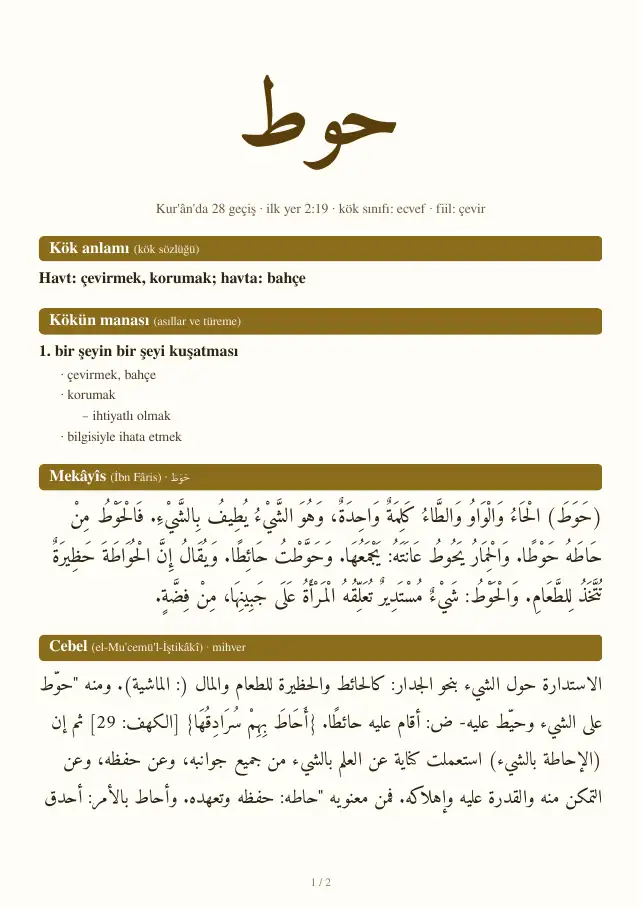 حوط
Kur'ân'da 28 geçiş · ilk yer 2:19 · kök sınıfı: ecvef · fiil: çevir
Kök anlamı (kök sözlüğü)
Havt: çevirmek, korumak; havta: bahçe
Kökün manası (asıllar ve türeme)
1. bir şeyin bir şeyi kuşatması
· çevirmek, bahçe
· korumak
– ihtiyatlı olmak
· bilgisiyle ihata etmek
Mekâyîs (İbn Fâris) · حَوَطَ
(حَوَطَ) الْحَاءُ وَالْوَاوُ وَالطَّاءُ كَلِمَةٌ وَاحِدَةٌ، وَهُوَ الشَّيْءُ يُطِيفُ بِالشَّيْءِ. فَالْحَوْطُ مِنْ
حَاطَهُ حَوْطًا. وَالْحِمَارُ يَحُوطُ عَانَتَهُ: يَجْمَعُهَا. وَحَوَّطْتُ حَائِطًا. وَيُقَالُ إِنَّ الْحُوَاطَةَ حَظِيرَةٌ
تُتَّخَذُ لِلطَّعَامِ. وَالْحَوْطُ: شَيْءٌ مُسْتَدِيرٌ تُعَلِّقُهُ الْمَرْأَةُ عَلَى جَبِينِهَا، مِنْ فِضَّةٍ.
Cebel (el-Mu'cemü'l-İştikâkî) · mihver
الاستدارة حول الشيء بنحو الجدار: كالحائط والحظيرة للطعام والمال (: الماشية). ومنه "حوّط
على الشيء وحيّط عليه- ض: أقام عليه حائطًا. {أَحَاطَ بِهِمْ سُرَادِقُهَا} [الكهف: 29] ثم إن
(الإحاطة بالشيء) استعملت كناية عن العلم بالشيء من جميع جوانبه، وعن حفظه، وعن
التمكن منه والقدرة عليه وإهلاكه. فمن معنويه "حاطه: حفظه وتعهده. وأحاط بالأمر: أحدق
1 / 2